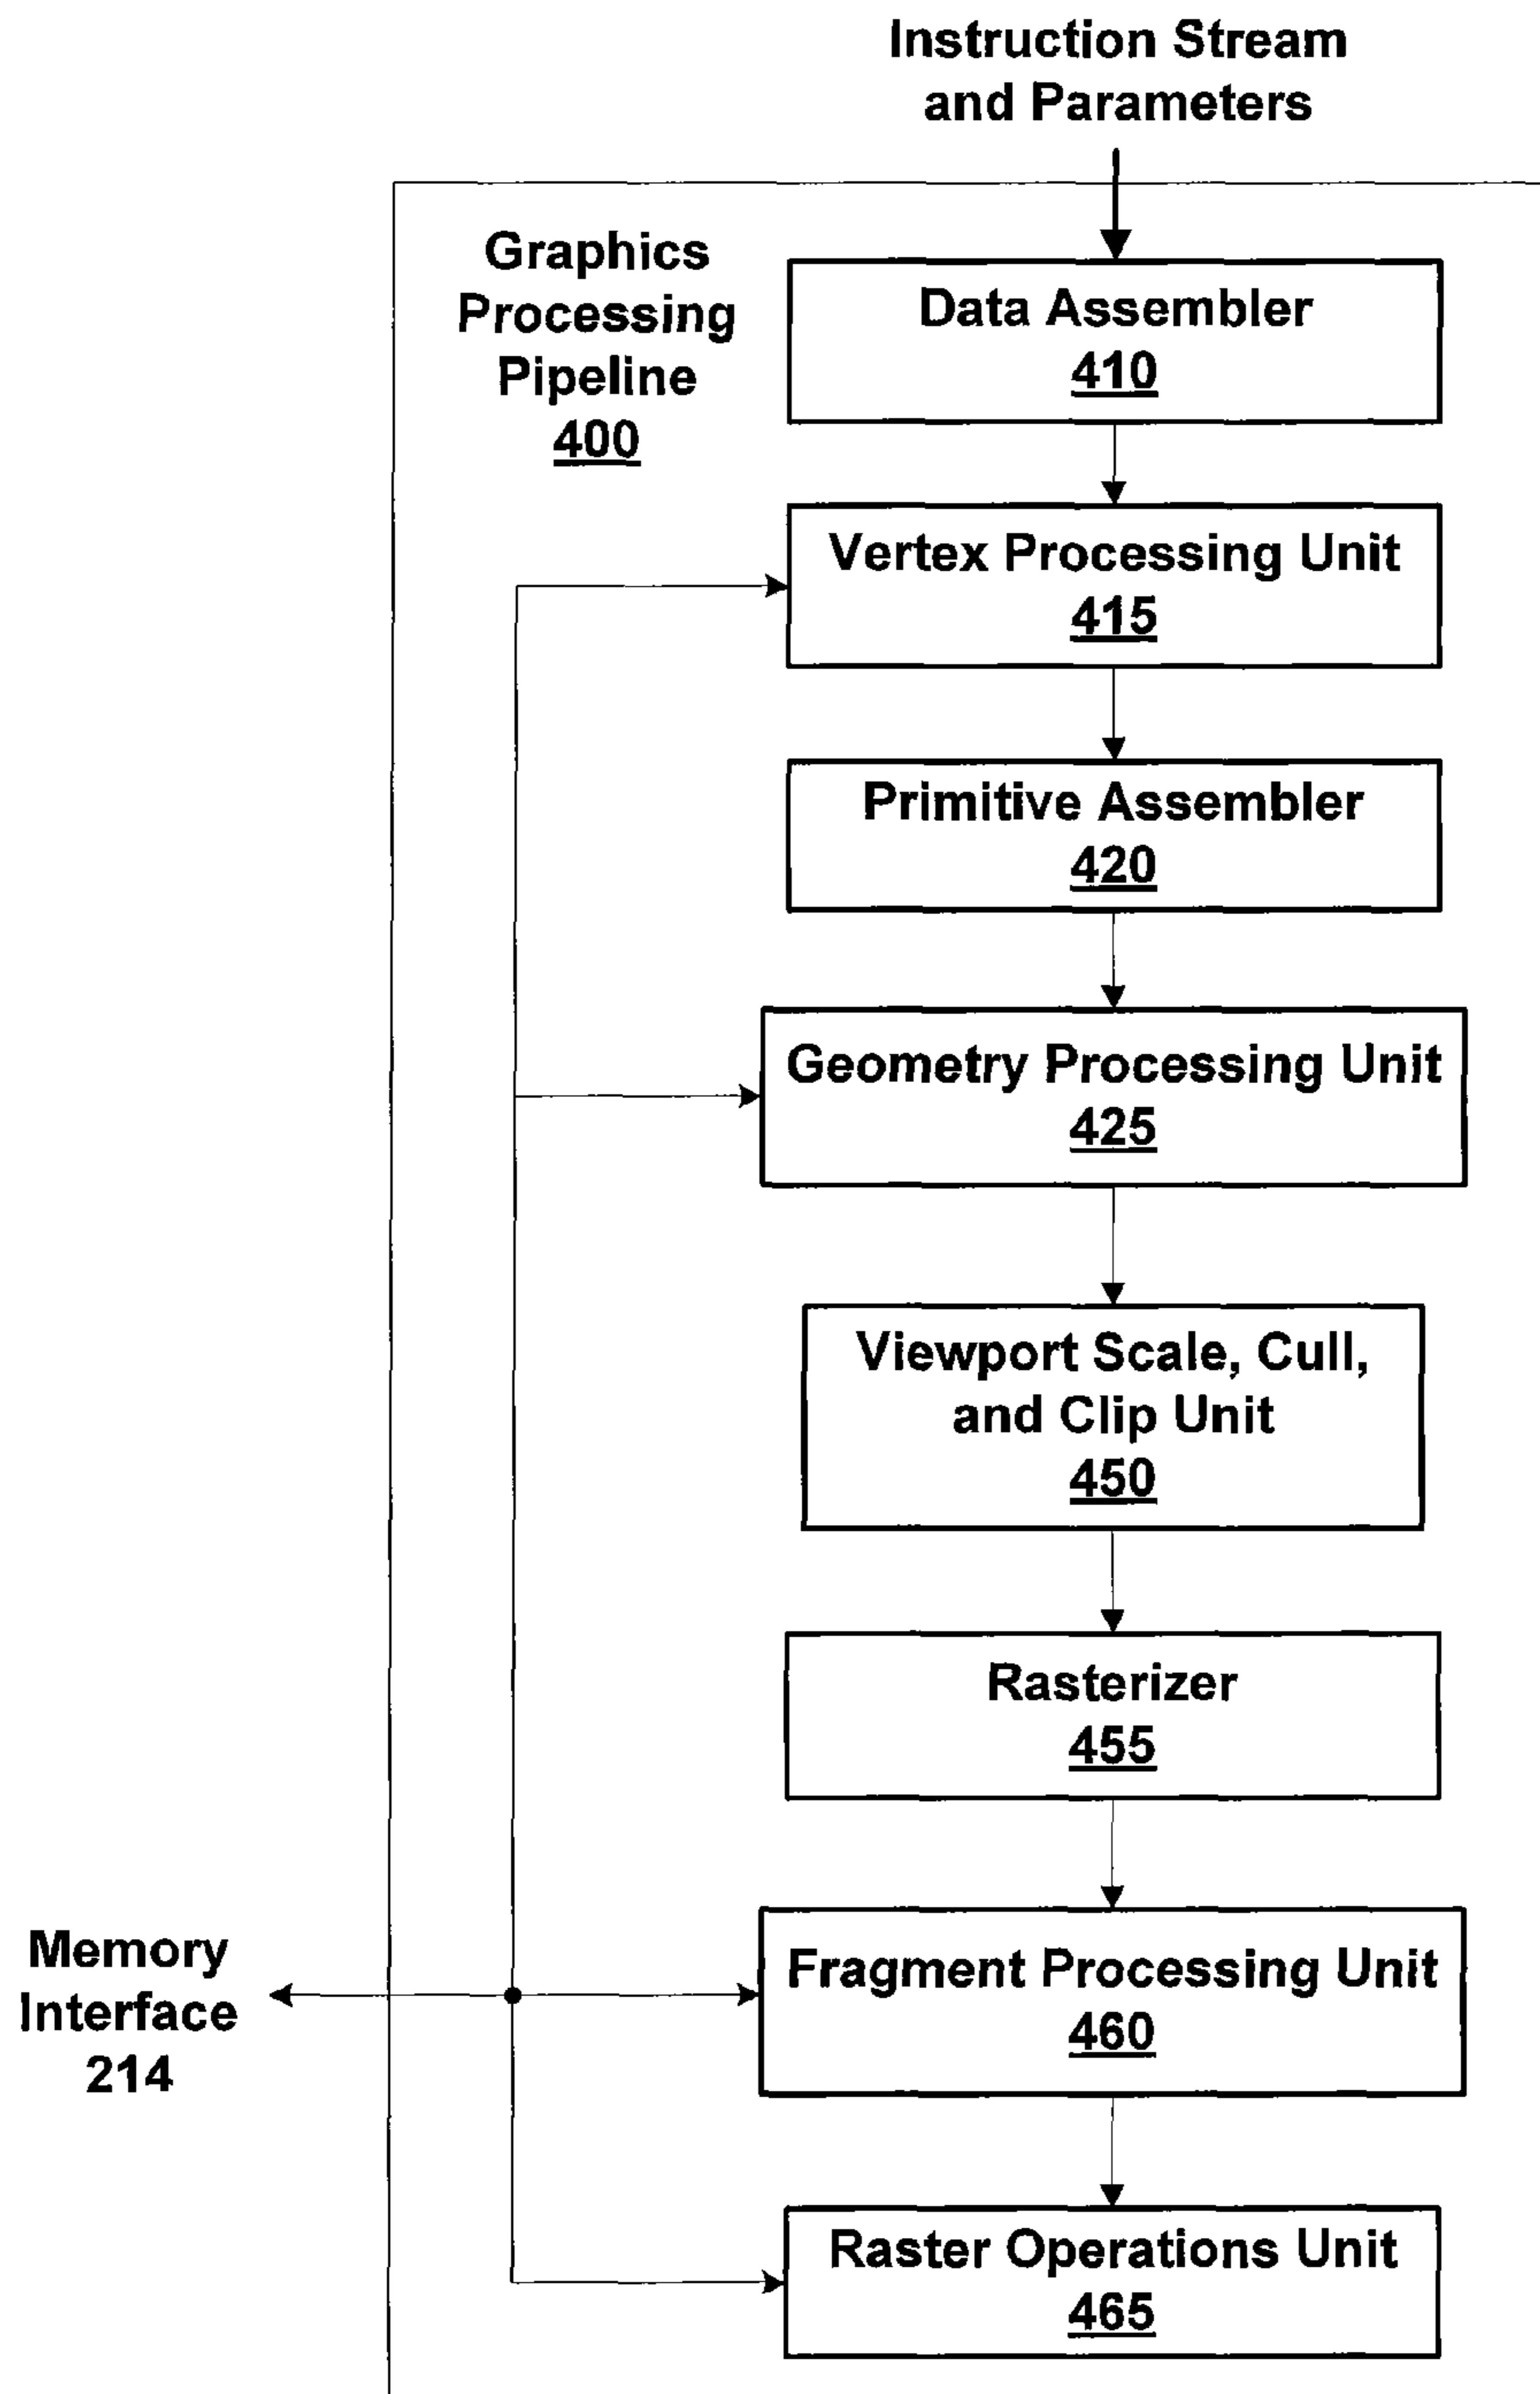 Instruction Stream
and Parameters
Graphics
Processing
Pipeline
400
Data Assembler
410
Vertex Processing Unit
415
Primitive Assembler
420
Geometry Processing Unit
425
Viewport Scale, Cull,
and Clip Unit
450
Rasterizer
455
Memory
Interface
214
Fragment Processing Unit
460
Raster Operations Unit
465